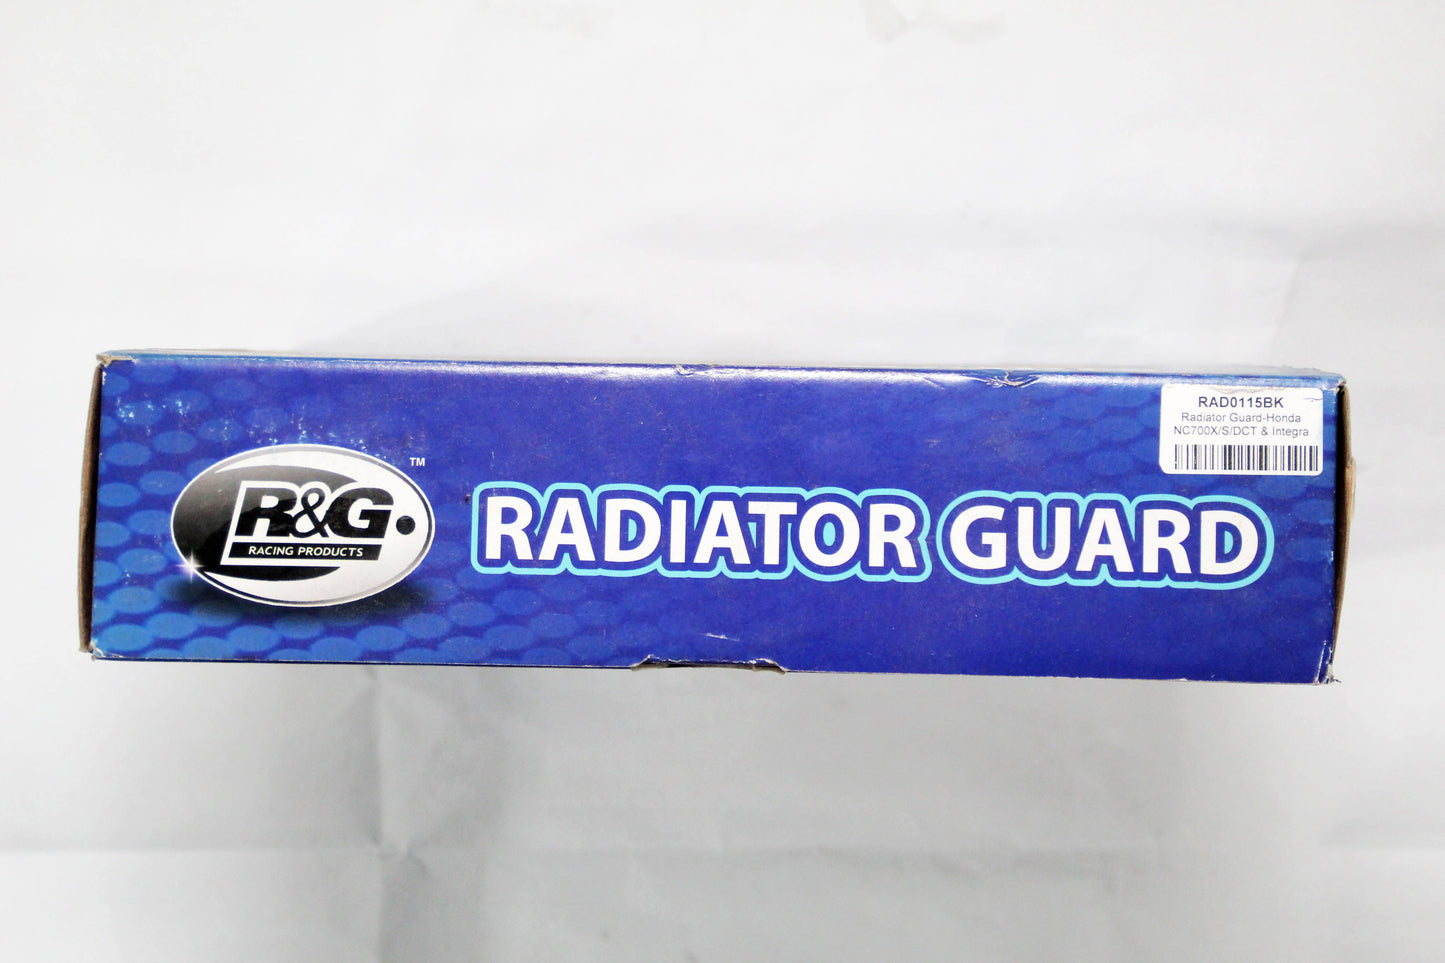 RAD0115BK
Radiator Guard-Honda
NC700X/S/DCT & Integra
R&G
RACING PRODUCTS
TM
RADIATOR GUARD